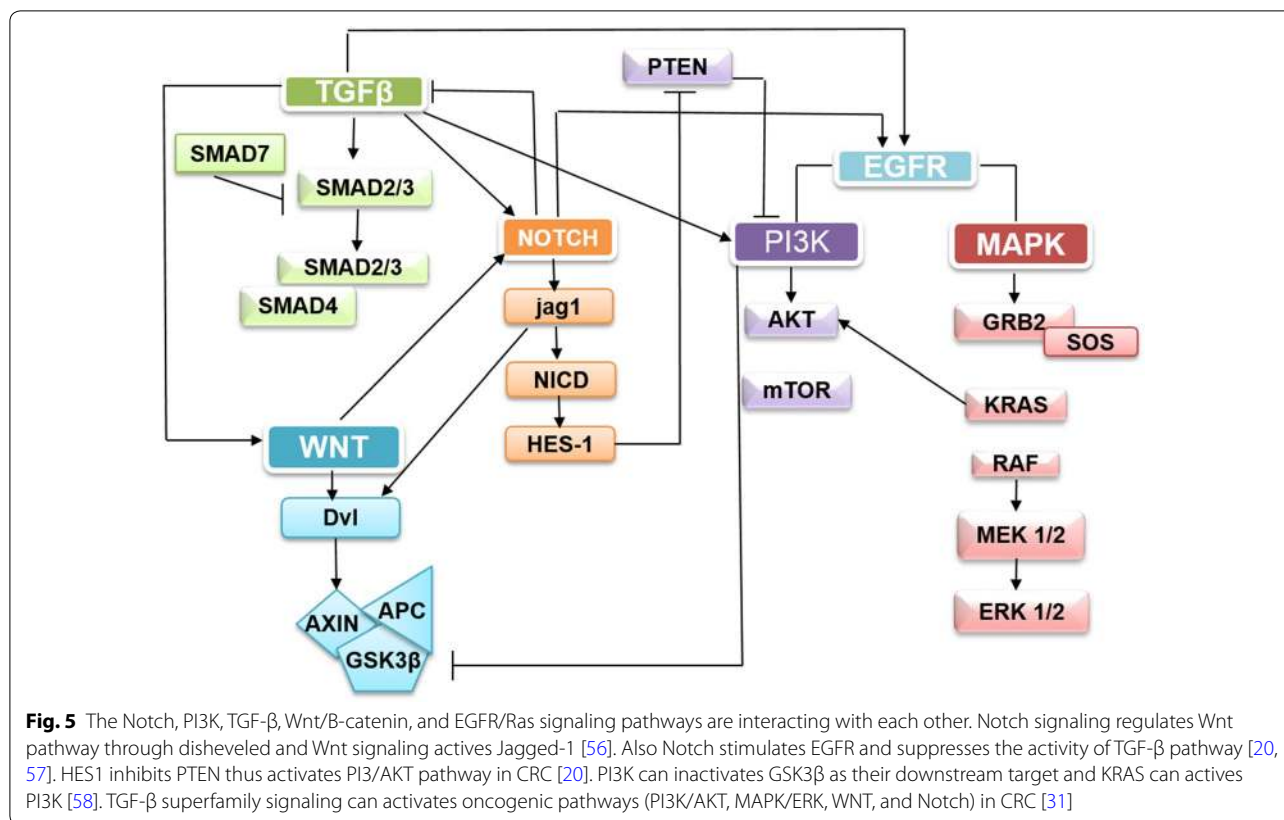 PTEN
TGFβ
SMAD7
EGFR
SMAD2/3
NOTCH
PI3K
MAPK
SMAD2/3
SMAD4
jag1
AKT
GRB2
SOS
NICD
mTOR
KRAS
WNT
HES-1
RAF
Dvl
MEK 1/2
APC
AXIN
ERK 1/2
GSK3β
Fig. 5 The Notch, PI3K, TGF-β, Wnt/B-catenin, and EGFR/Ras signaling pathways are interacting with each other. Notch signaling regulates Wnt
pathway through disheveled and Wnt signaling actives Jagged-1 [56]. Also Notch stimulates EGFR and suppresses the activity of TGF-β pathway [20,
57]. HES1 inhibits PTEN thus activates PI3/AKT pathway in CRC [20]. PI3K can inactivates GSK3β as their downstream target and KRAS can actives
PI3K [58]. TGF-β superfamily signaling can activates oncogenic pathways (PI3K/AKT, MAPK/ERK, WNT, and Notch) in CRC [31]